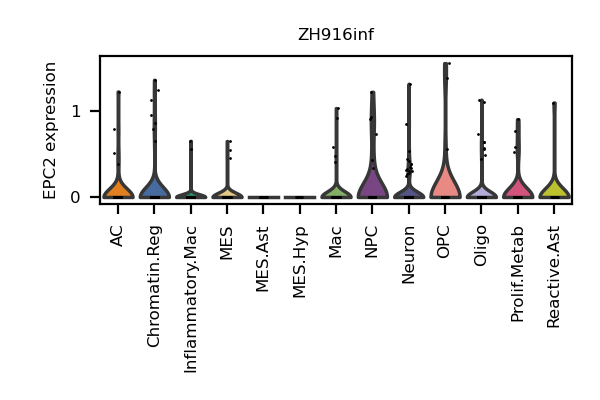 ZH916inf
EPC2 expression
1
0
AC
Chromatin.Reg
Inflammatory.Mac
MES
MES.Ast
MES.Hyp
Mac
NPC
Neuron
OPC
Oligo
Prolif.Metab
Reactive.Ast